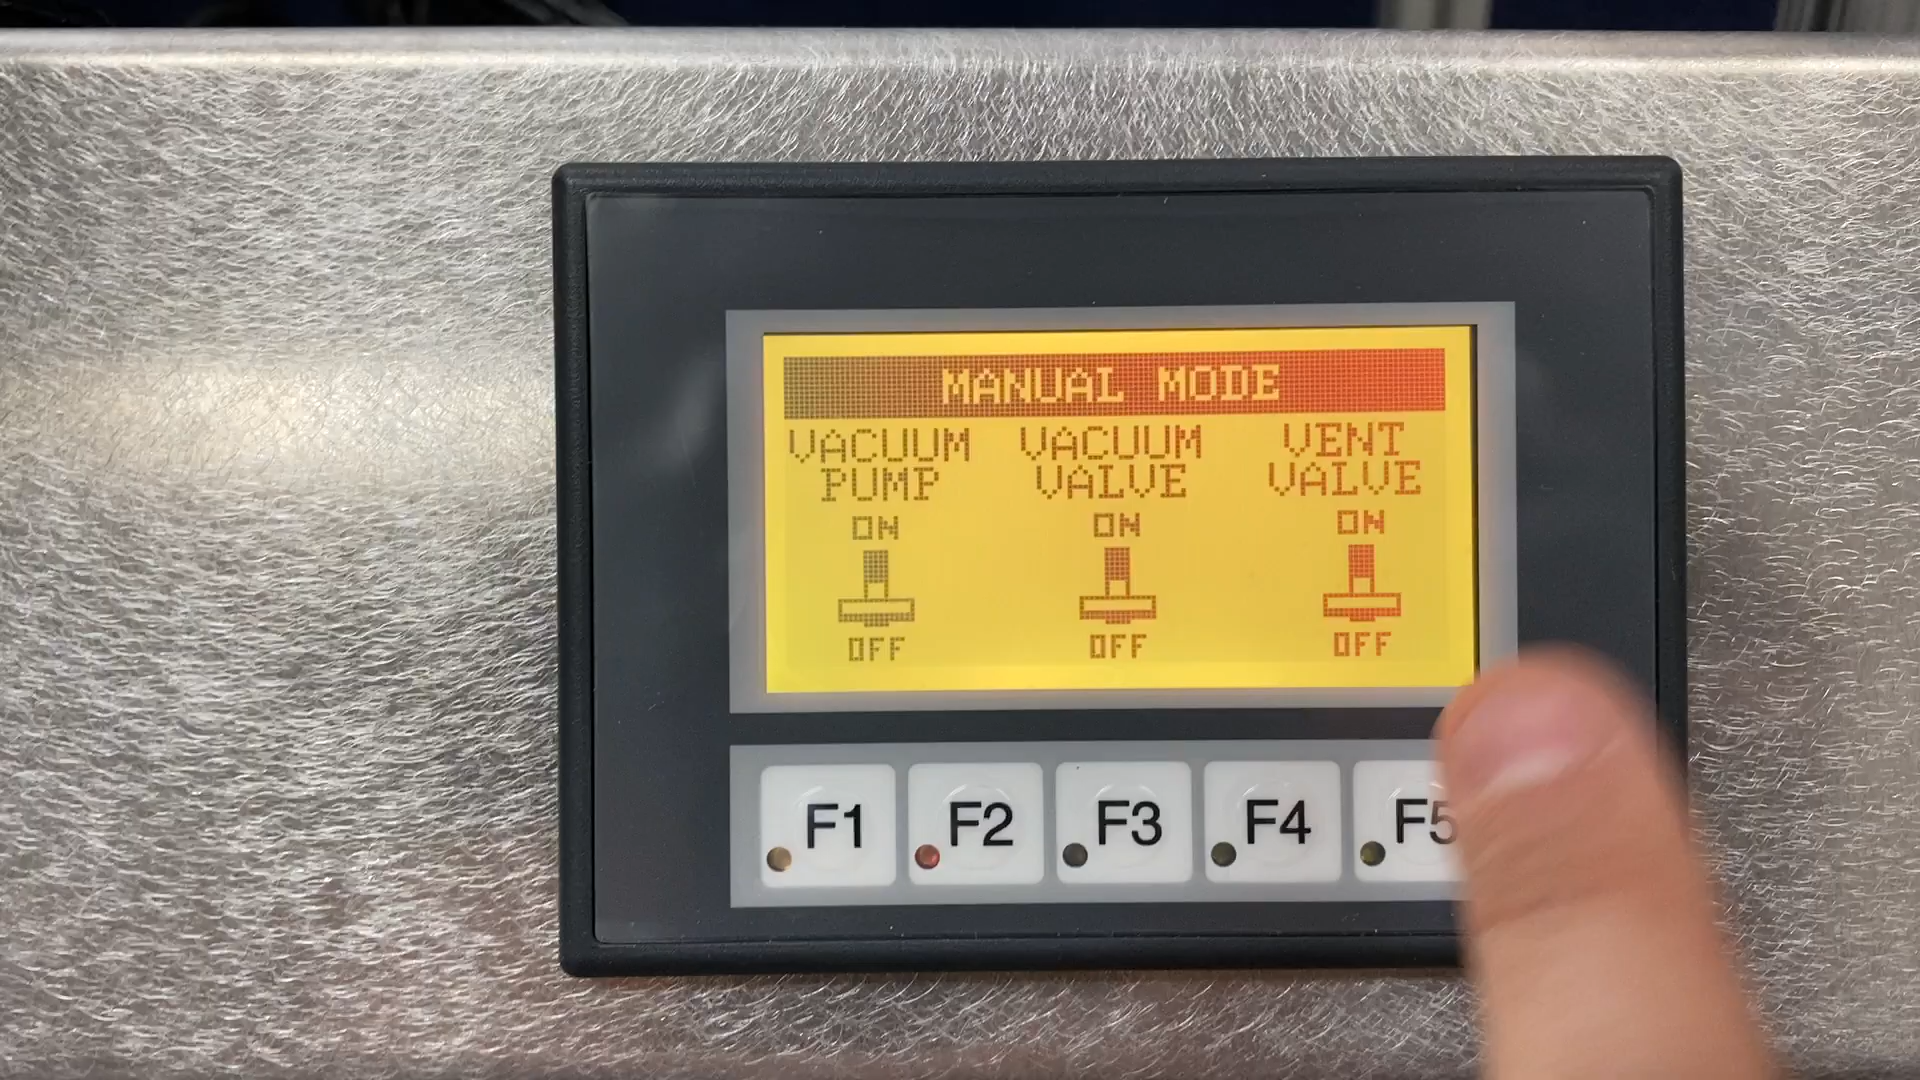 MANUAL MODE
VACUUM PUMP
VACUUM VALVE
VENT VALVE
ON ON ON
OFF OFF OFF
F1 F2 F3 F4 F5